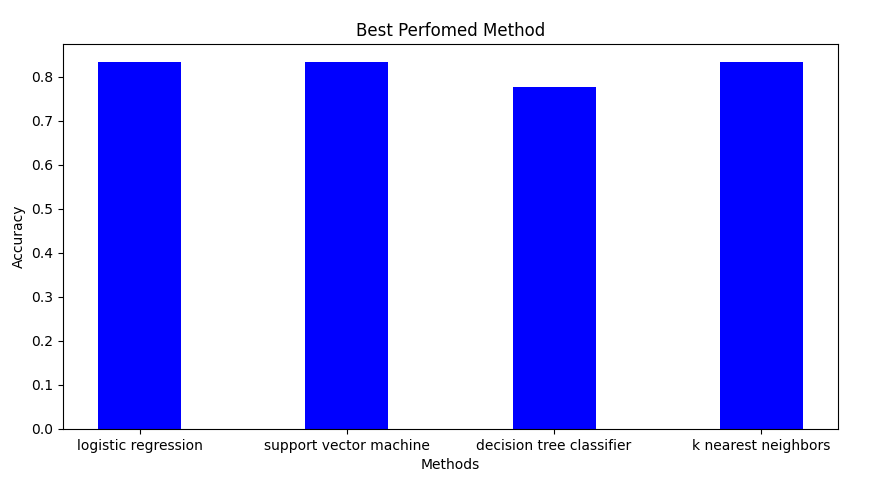 Best Perfomed Method
Accuracy
0.8
0.7
0.6
0.5
0.4
0.3
0.2
0.1
0.0
logistic regression
support vector machine
decision tree classifier
k nearest neighbors
Methods